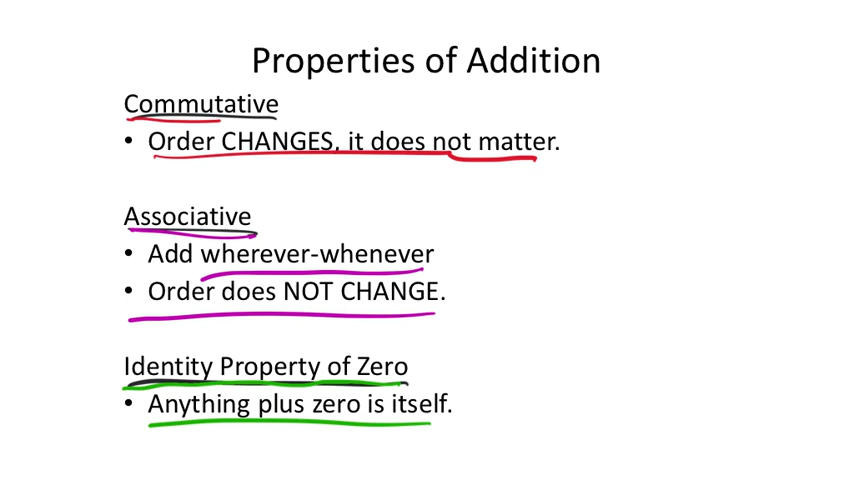 Properties of Addition
Commutative
• Order CHANGES, it does not matter.
Associative
• Add wherever-whenever
• Order does NOT CHANGE.
Identity Property of Zero
• Anything plus zero is itself.